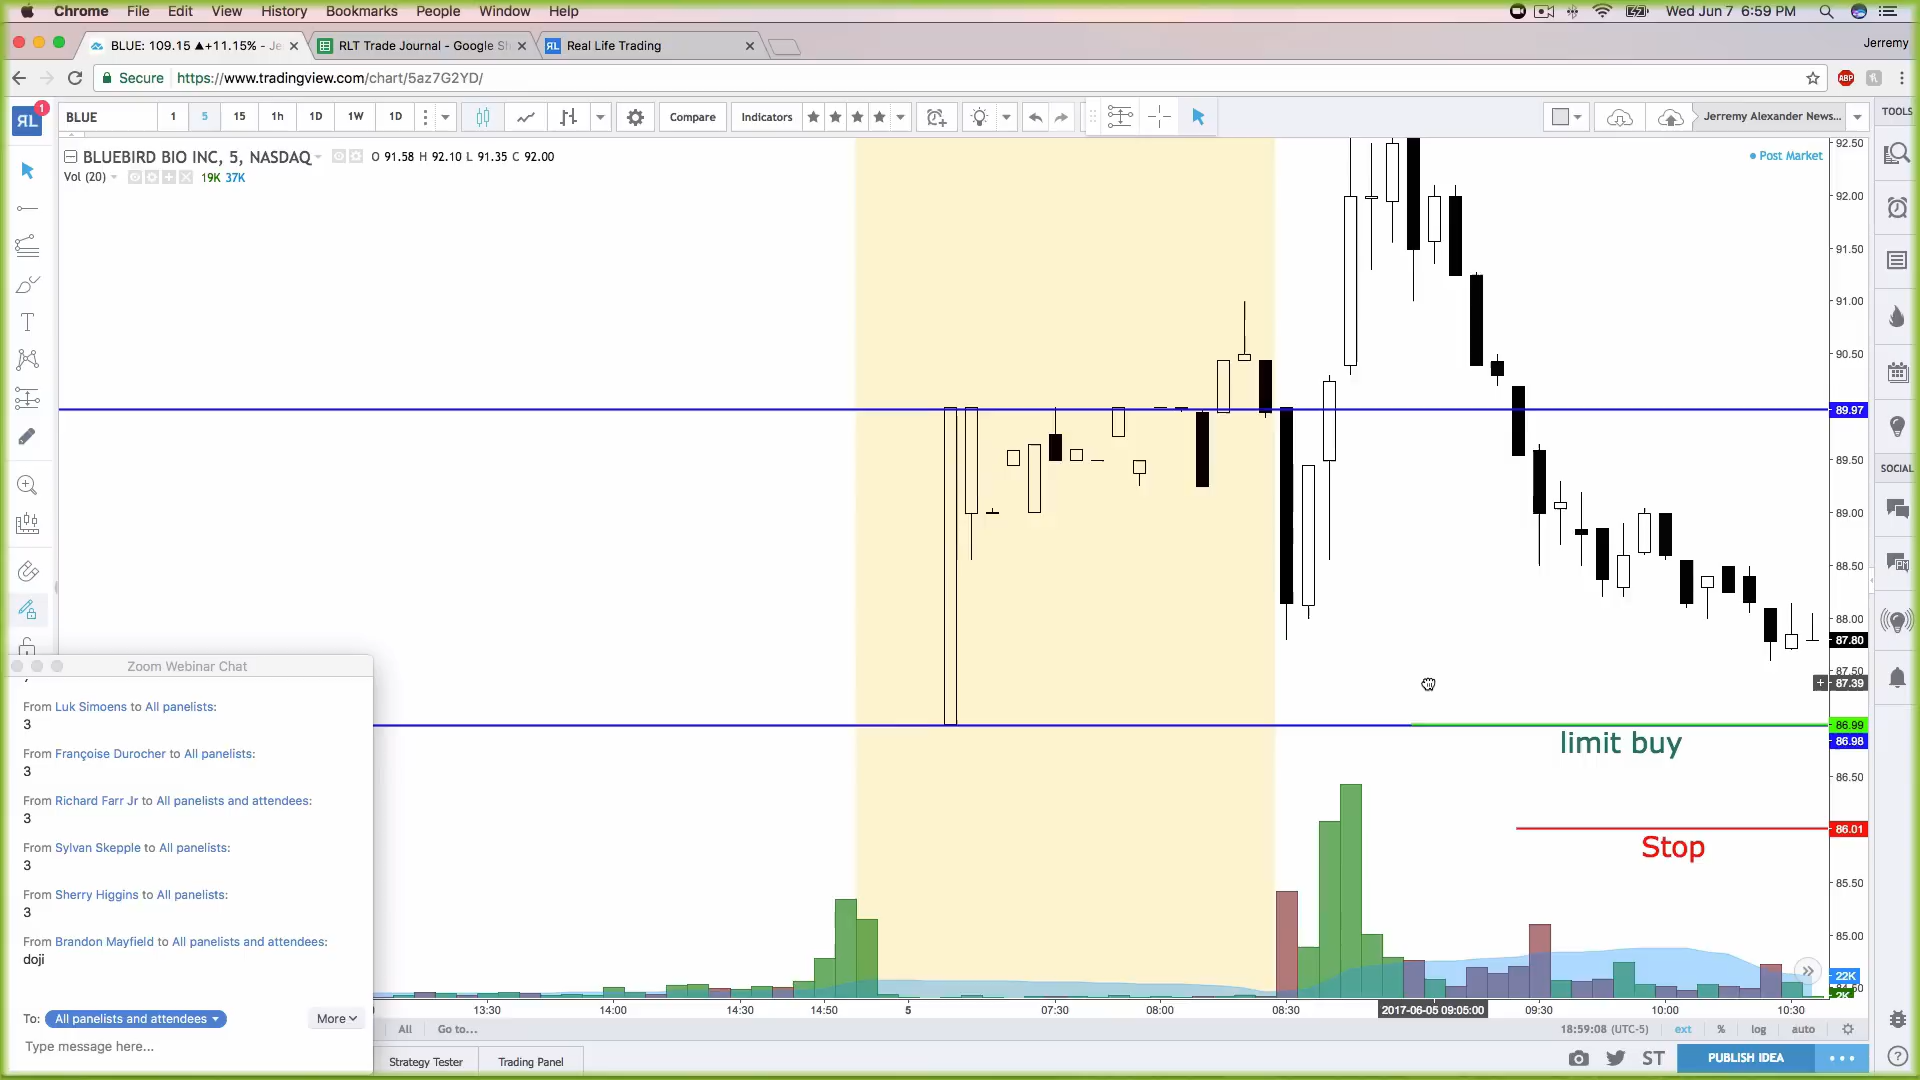 Chrome File Edit View History Bookmarks People Window Help
Wed Jun 7 6:59 PM
BLUE: 109.15 ▲+11.15% - Je
RLT Trade Journal - Google Sh
RL Real Life Trading
Jerremy
Secure https://www.tradingview.com/chart/5az7G2YD/
ABP
RL 1
BLUE 1 5 15 1h 1D 1W 1D
Compare Indicators
Jerremy Alexander News...
TOOLS
BLUEBIRD BIO INC, 5, NASDAQ
O 91.58 H 92.10 L 91.35 C 92.00
Post Market
Vol (20) 19K 37K
92.50
92.00
91.50
91.00
90.50
89.97
89.50
89.00
88.50
88.00
87.80
87.50
87.39
86.99
86.98
86.50
86.01
85.50
85.00
22K
2K
limit buy
Stop
SOCIAL
Zoom Webinar Chat
From Luk Simoens to All panelists:
3
From Françoise Durocher to All panelists:
3
From Richard Farr Jr to All panelists and attendees:
3
From Sylvan Skepple to All panelists:
3
From Sherry Higgins to All panelists:
3
From Brandon Mayfield to All panelists and attendees:
doji
To: All panelists and attendees More
Type message here...
13:30 14:00 14:30 14:50 5 07:30 08:00 08:30 2017-06-05 09:05:00 09:30 10:00 10:30
All Go to...
18:59:08 (UTC-5) ext % log auto
Strategy Tester Trading Panel
ST PUBLISH IDEA